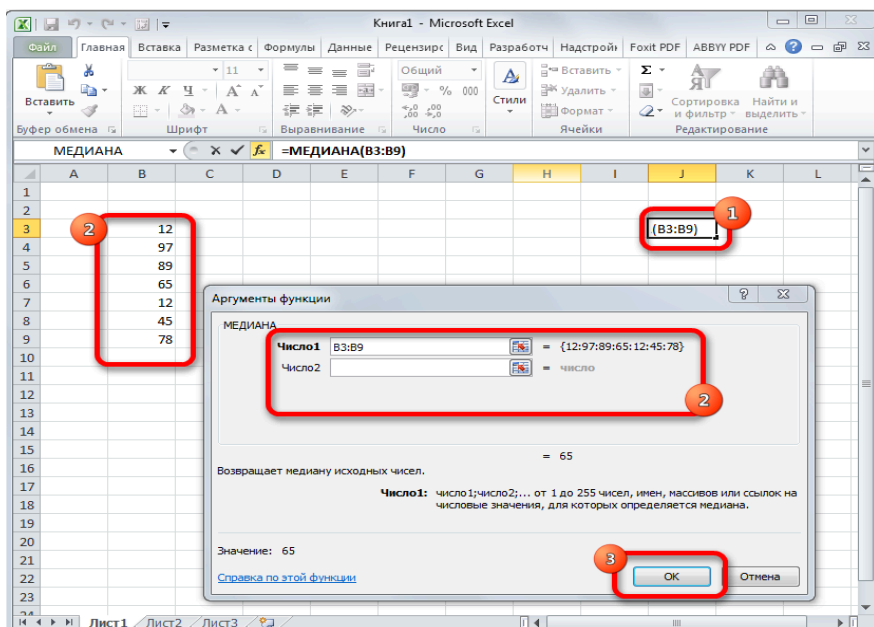 Книга1 - Microsoft Excel
Файл Главная Вставка Разметка с Формулы Данные Рецензирс Вид Разработч Надстройк Foxit PDF ABBYY PDF
Вставить
Ж К Ч
11
A A
A
Общий
% 000
Стили
Вставить
Удалить
Формат
Σ
Сортировка и фильтр
Найти и выделить
Буфер обмена Шрифт Выравнивание Число Ячейки Редактирование
МЕДИАНА fx =МЕДИАНА(B3:B9)
A B C D E F G H I J K L
1
2
3 2 12 (B3:B9) 1
4 97
5 89
6 65
7 12
8 45
9 78
10
11
12
13
14
15
16
17
18
19
20
21
22
23
24
Аргументы функции
МЕДИАНА
Число1 B3:B9 = {12:97:89:65:12:45:78}
Число2 = число
2
= 65
Возвращает медиану исходных чисел.
Число1: число1;число2;... от 1 до 255 чисел, имен, массивов или ссылок на
числовые значения, для которых определяется медиана.
Значение: 65
3
Справка по этой функции ОК Отмена
Лист1 Лист2 Лист3